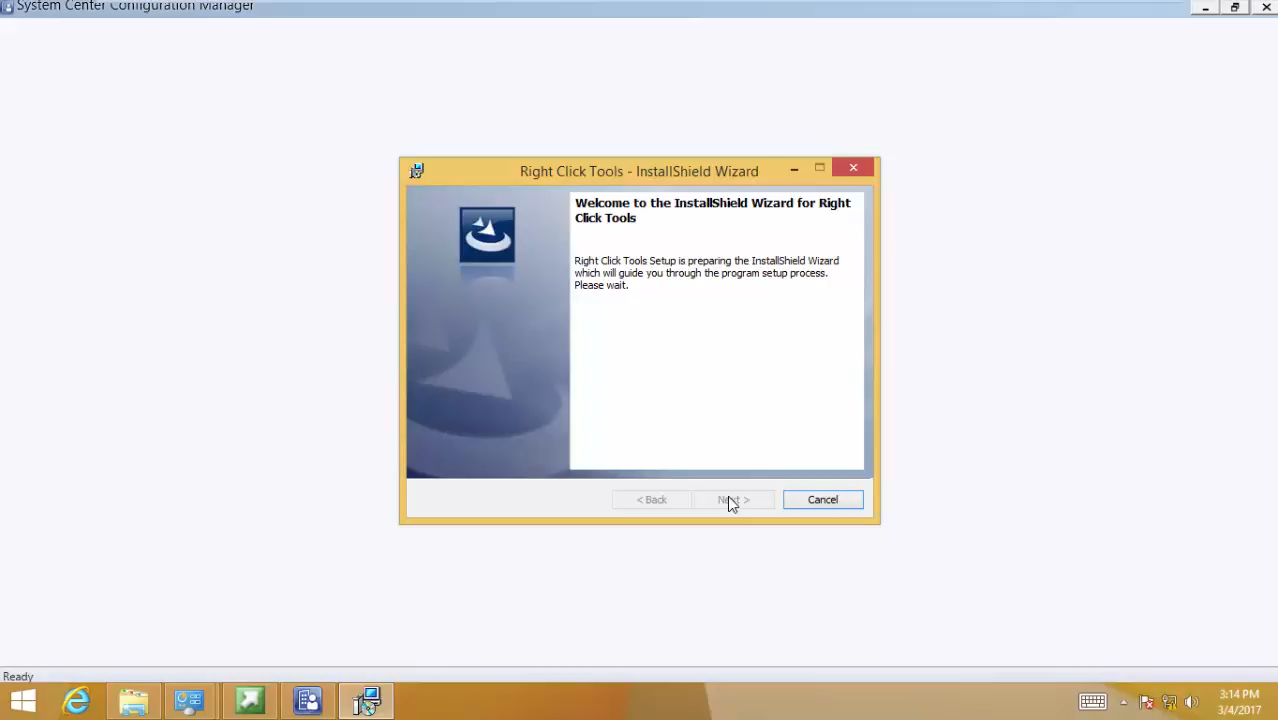 System Center Configuration Manager
Right Click Tools - InstallShield Wizard
Welcome to the InstallShield Wizard for Right
Click Tools
Right Click Tools Setup is preparing the InstallShield Wizard
which will guide you through the program setup process.
Please wait.
< Back
Next >
Cancel
Ready
3:14 PM
3/4/2017